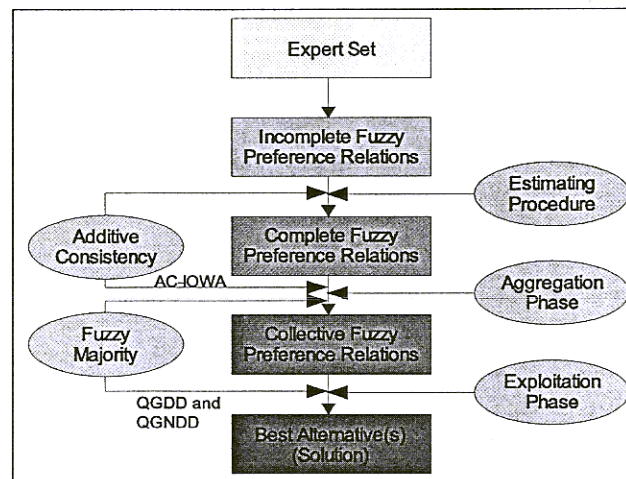 Expert Set
Incomplete Fuzzy
Preference Relations
Estimating
Procedure
Additive
Consistency
Complete Fuzzy
Preference Relations
AC-IOWA
Aggregation
Phase
Fuzzy
Majority
Collective Fuzzy
Preference Relations
Exploitation
Phase
QGDD and
QGNDD
Best Alternative(s)
(Solution)